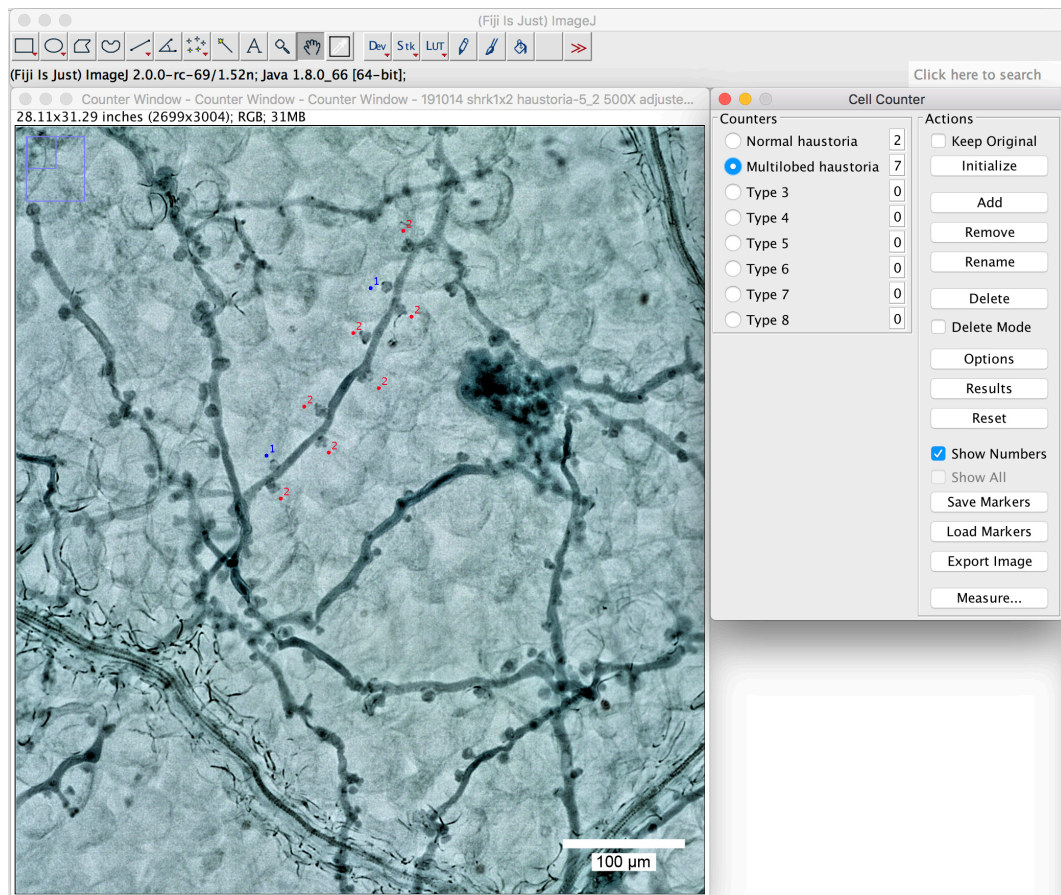 (Fiji Is Just) ImageJ
Dev Stk LUT A >>
(Fiji Is Just) ImageJ 2.0.0-rc-69/1.52n; Java 1.8.0_66 [64-bit];
Click here to search
Counter Window - Counter Window - Counter Window - 191014 shrk1x2 haustoria-5_2 500X adjuste...
28.11x31.29 inches (2699x3004); RGB; 31MB
2
1
2
2
2
2
2
1
2
100 µm
Cell Counter
Counters
Normal haustoria 2
Multilobed haustoria 7
Type 3 0
Type 4 0
Type 5 0
Type 6 0
Type 7 0
Type 8 0
Actions
Keep Original
Initialize
Add
Remove
Rename
Delete
Delete Mode
Options
Results
Reset
Show Numbers
Show All
Save Markers
Load Markers
Export Image
Measure...